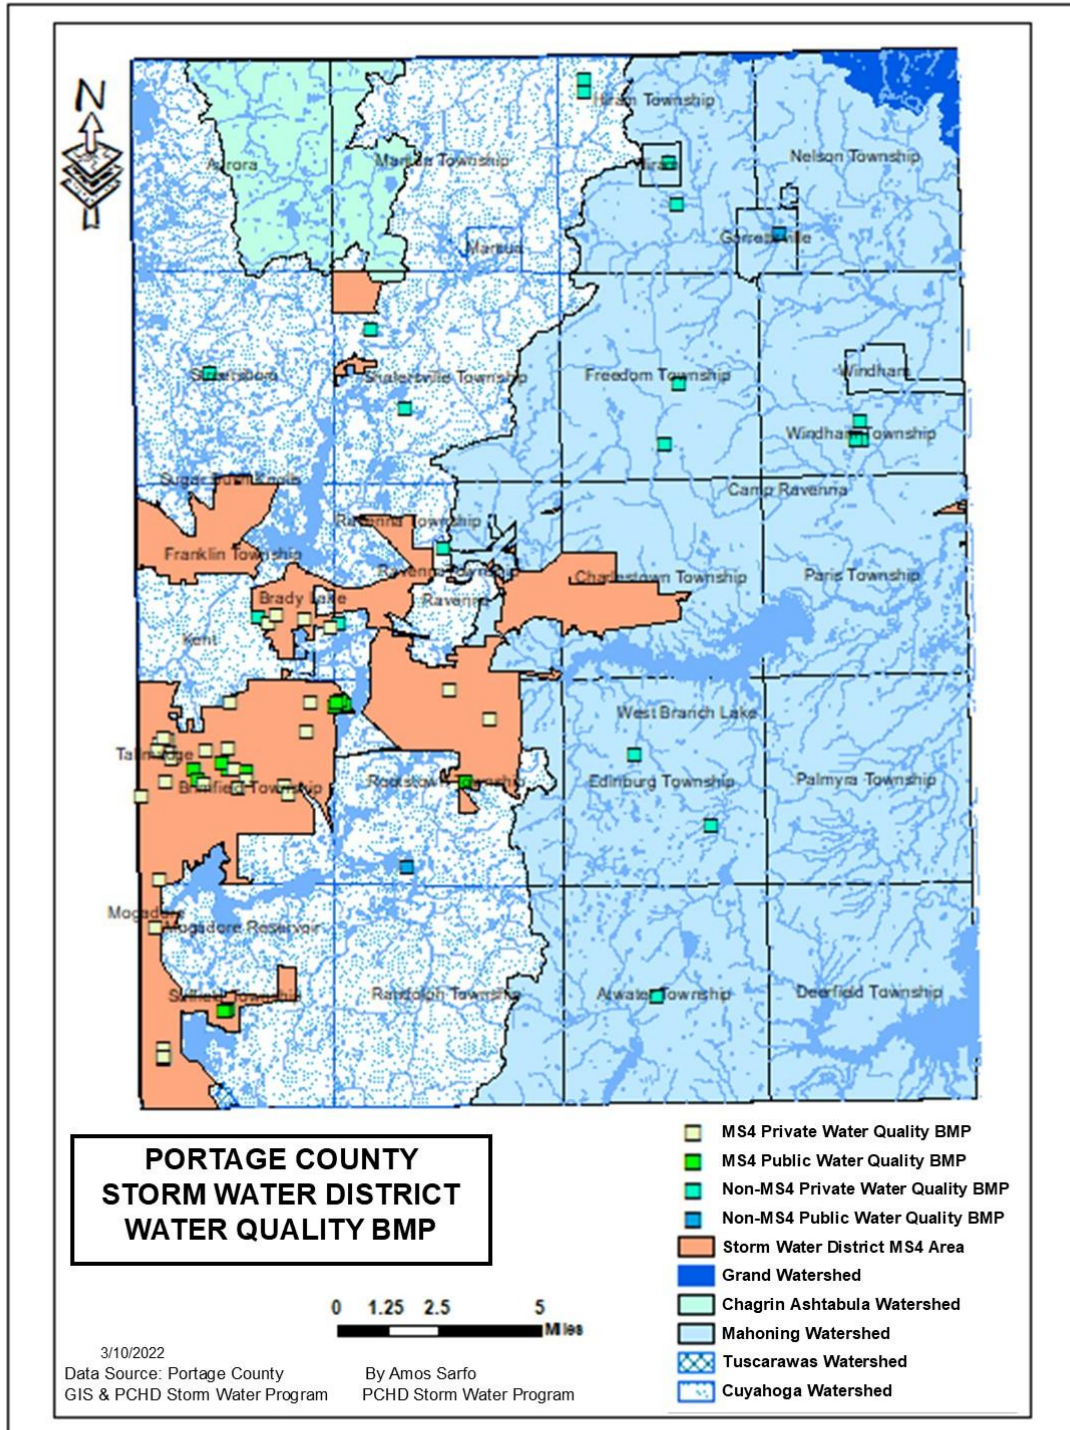 N
Hiram Township
Aurora
Mantua Township
Hiram
Nelson Township
Mantua
Garrettsville
Streetsboro
Shalersville Township
Freedom Township
Windham
Windham Township
Sugar Bush Knolls
Camp Ravenna
Ravenna Township
Franklin Township
Ravenna Township
Charlestown Township
Paris Township
Brady Lake
Ravenna
Kent
West Branch Lake
Tallmadge
Brimfield Township
Rootstown Township
Edinburg Township
Palmyra Township
Mogadore
Mogadore Reservoir
Suffield Township
Randolph Township
Atwater Township
Deerfield Township
PORTAGE COUNTY
STORM WATER DISTRICT
WATER QUALITY BMP
MS4 Private Water Quality BMP
MS4 Public Water Quality BMP
Non-MS4 Private Water Quality BMP
Non-MS4 Public Water Quality BMP
Storm Water District MS4 Area
Grand Watershed
Chagrin Ashtabula Watershed
Mahoning Watershed
Tuscarawas Watershed
Cuyahoga Watershed
0 1.25 2.5 5
Miles
3/10/2022
Data Source: Portage County
GIS & PCHD Storm Water Program
By Amos Sarfo
PCHD Storm Water Program